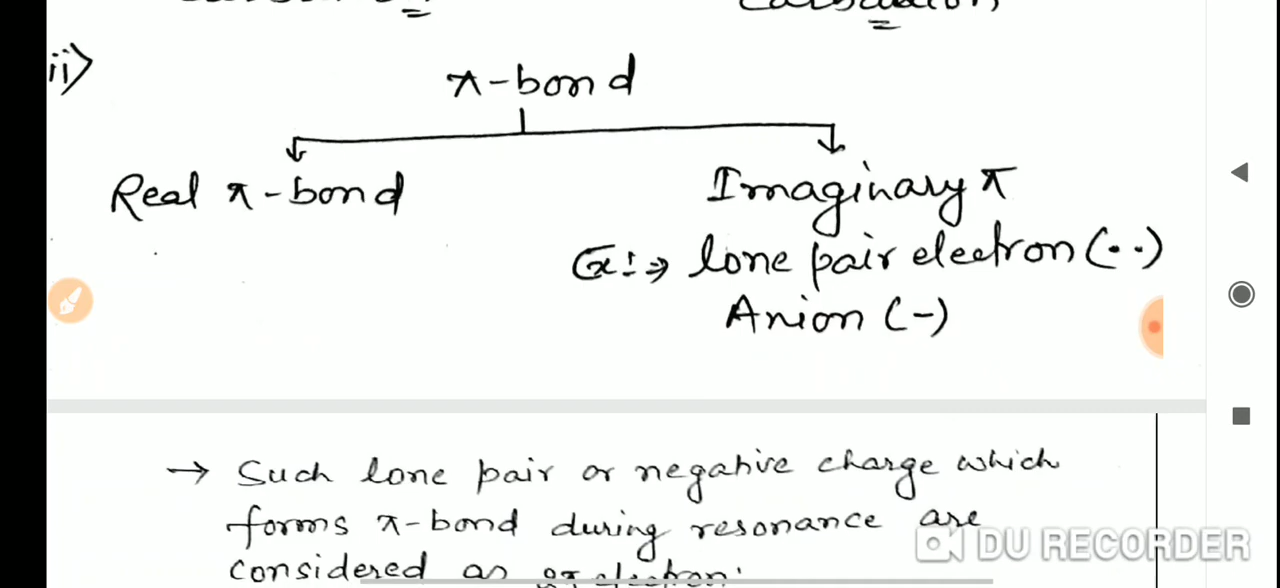 ii)
π-bond
Real π-bond
Imaginary π
Ex:⇒ lone pair electron (..)
Anion (-)
→ Such lone pair or negative charge which
forms π-bond during resonance are
considered as
DU RECORDER